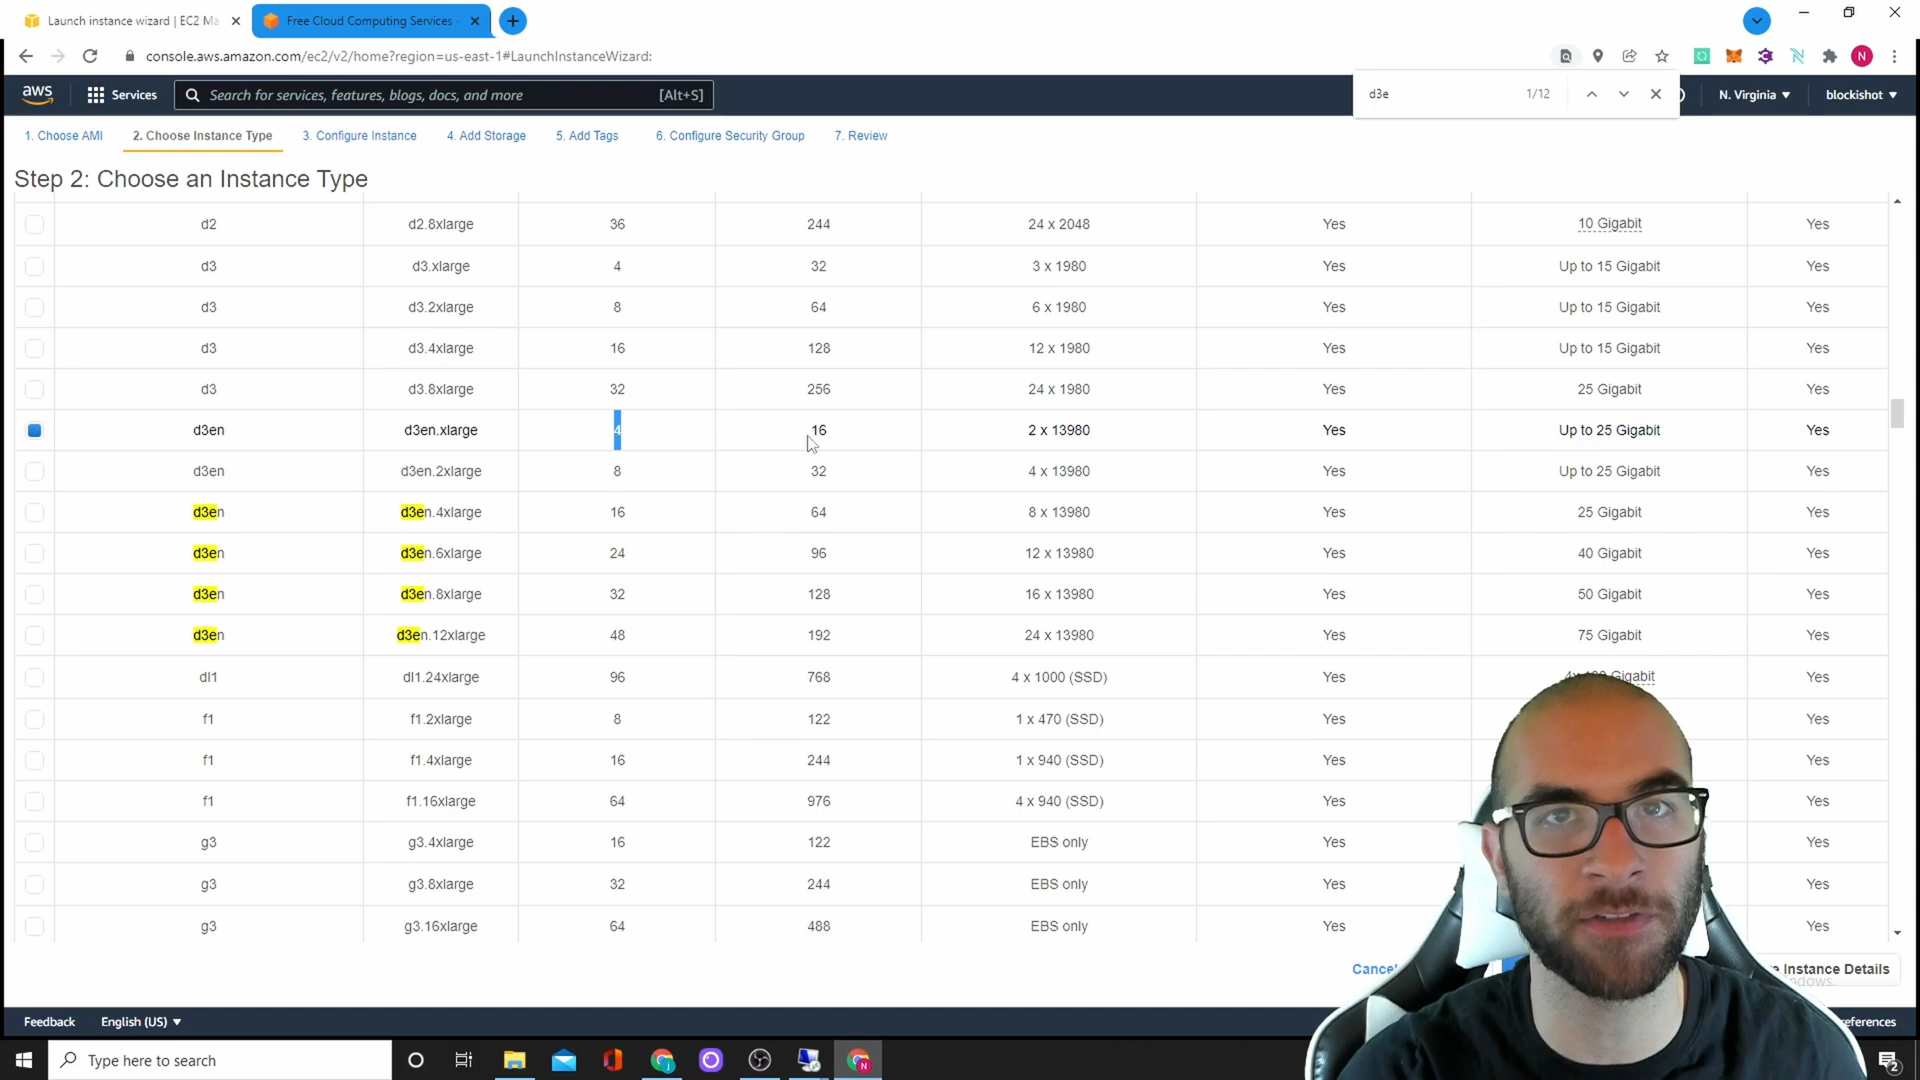 Launch instance wizard | EC2 Ma
Free Cloud Computing Services -
console.aws.amazon.com/ec2/v2/home?region=us-east-1#LaunchInstanceWizard:
N
aws
Services
Search for services, features, blogs, docs, and more
[Alt+S]
d3e
1/12
N. Virginia
blockishot
1. Choose AMI
2. Choose Instance Type
3. Configure Instance
4. Add Storage
5. Add Tags
6. Configure Security Group
7. Review
Step 2: Choose an Instance Type
d2 d2.8xlarge 36 244 24 x 2048 Yes 10 Gigabit Yes
d3 d3.xlarge 4 32 3 x 1980 Yes Up to 15 Gigabit Yes
d3 d3.2xlarge 8 64 6 x 1980 Yes Up to 15 Gigabit Yes
d3 d3.4xlarge 16 128 12 x 1980 Yes Up to 15 Gigabit Yes
d3 d3.8xlarge 32 256 24 x 1980 Yes 25 Gigabit Yes
d3en d3en.xlarge 4 16 2 x 13980 Yes Up to 25 Gigabit Yes
d3en d3en.2xlarge 8 32 4 x 13980 Yes Up to 25 Gigabit Yes
d3en d3en.4xlarge 16 64 8 x 13980 Yes 25 Gigabit Yes
d3en d3en.6xlarge 24 96 12 x 13980 Yes 40 Gigabit Yes
d3en d3en.8xlarge 32 128 16 x 13980 Yes 50 Gigabit Yes
d3en d3en.12xlarge 48 192 24 x 13980 Yes 75 Gigabit Yes
dl1 dl1.24xlarge 96 768 4 x 1000 (SSD) Yes Gigabit Yes
f1 f1.2xlarge 8 122 1 x 470 (SSD) Yes Yes
f1 f1.4xlarge 16 244 1 x 940 (SSD) Yes Yes
f1 f1.16xlarge 64 976 4 x 940 (SSD) Yes Yes
g3 g3.4xlarge 16 122 EBS only Yes Yes
g3 g3.8xlarge 32 244 EBS only Yes Yes
g3 g3.16xlarge 64 488 EBS only Yes Yes
Cancel
Instance Details
Feedback
English (US)
Type here to search
2